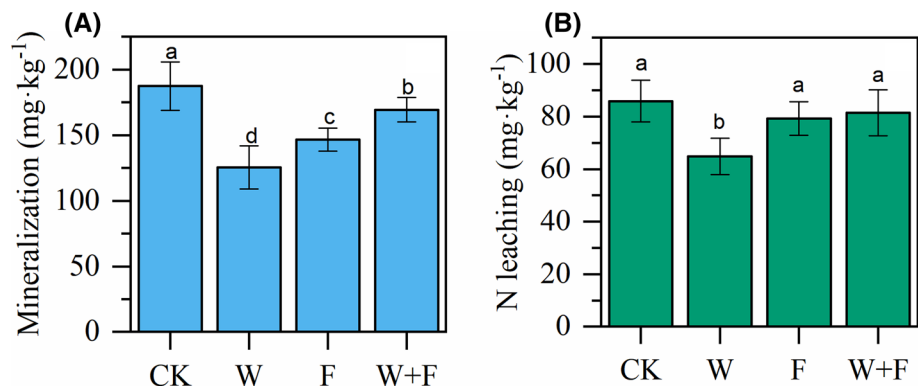 (A)
Mineralization (mg·kg⁻¹)
200
150
100
50
0
a
d
c
b
CK W F W+F
(B)
N leaching (mg·kg⁻¹)
100
80
60
40
20
0
a
b
a
a
CK W F W+F